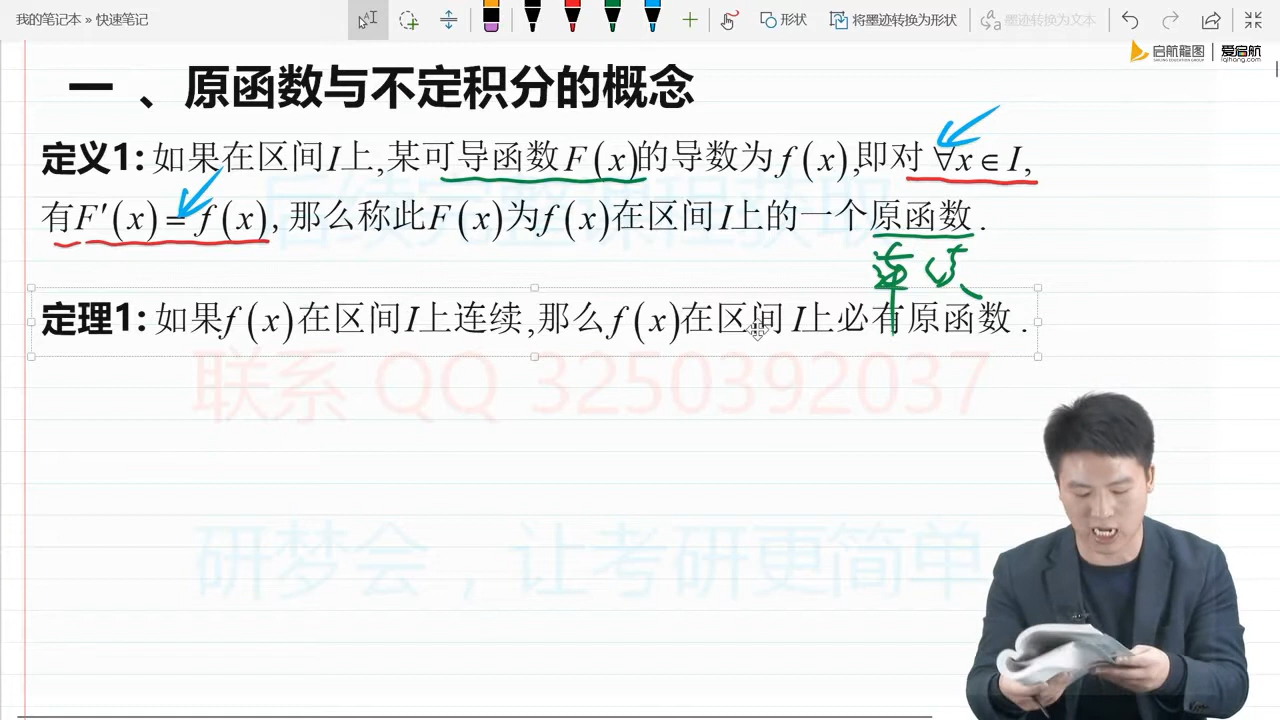 我的笔记本 » 快速笔记
形状 将墨迹转换为形状 墨迹转换为文本
启航龍图 爱启航
iqihang.com
一 、原函数与不定积分的概念
定义1: 如果在区间I上,某可导函数F(x)的导数为f(x),即对 ∀x∈I,
有F′(x)= f(x), 那么称此F(x)为f(x)在区间I上的一个原函数.
定理1: 如果f(x)在区间I上连续,那么f(x)在区间I上必有原函数.
联系 QQ 3250392037
研梦会，让考研更简单